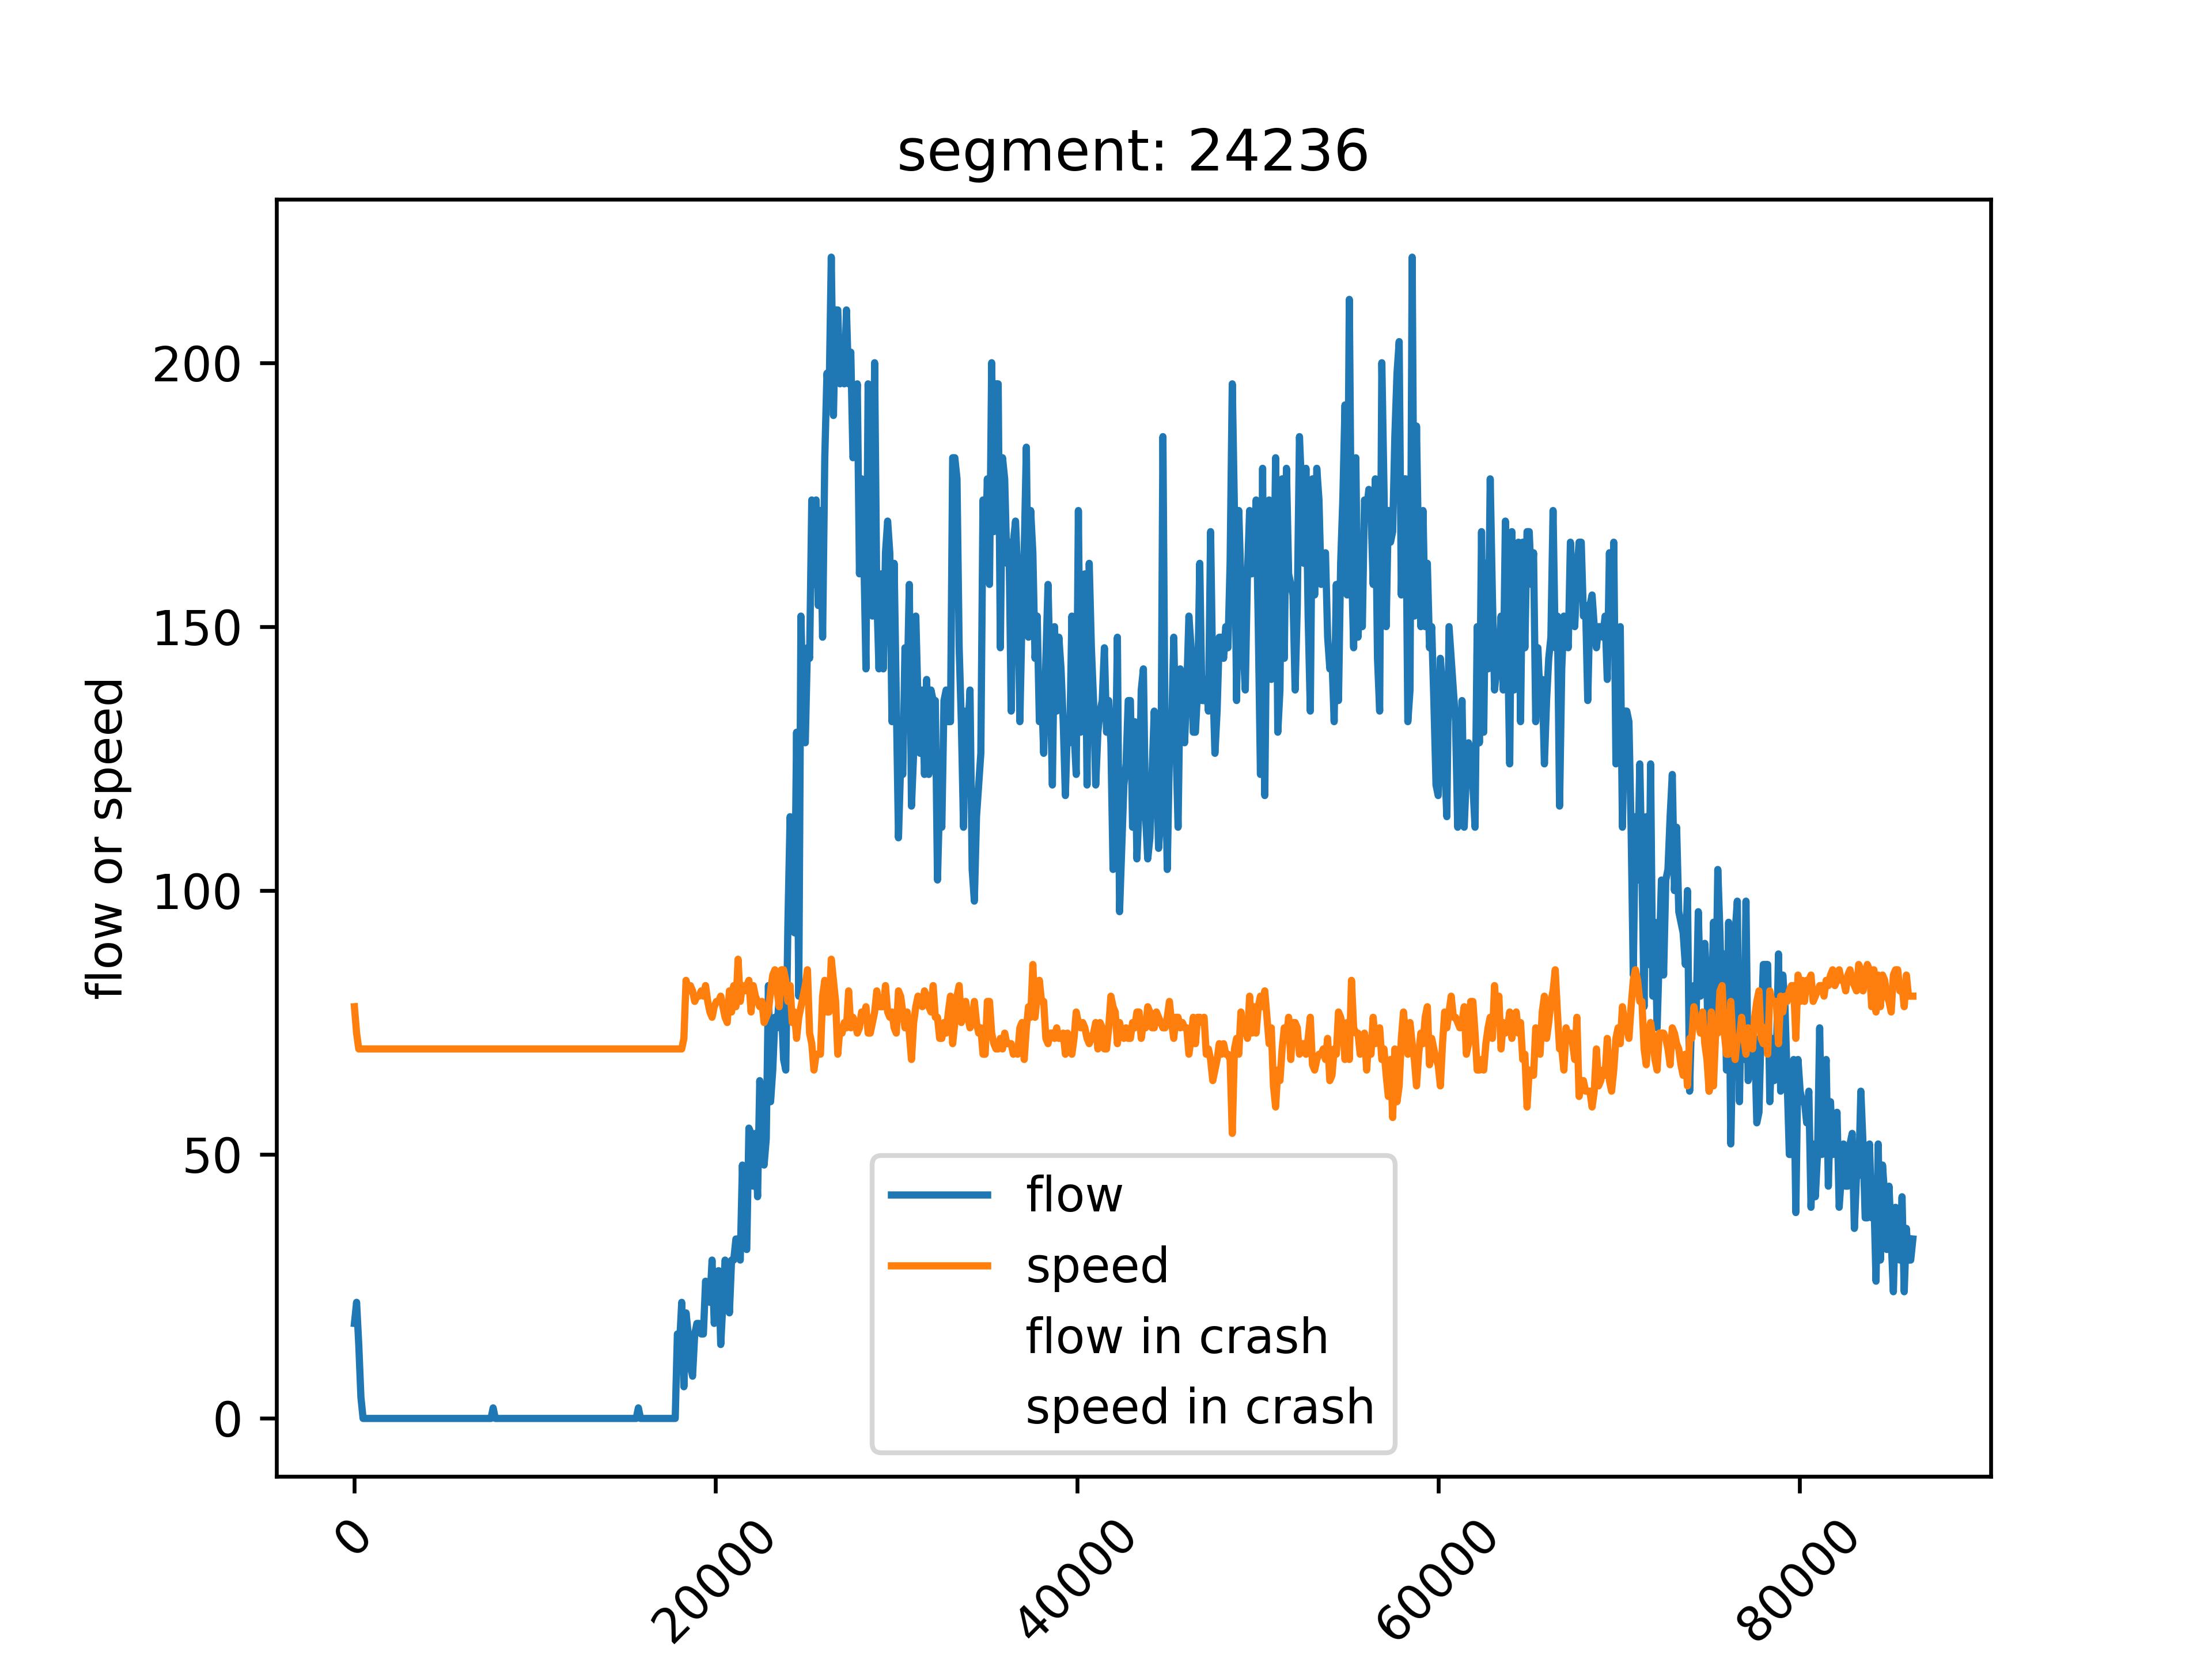 segment: 24236
flow or speed
200
150
100
50
0
flow
speed
flow in crash
speed in crash
0
20000
40000
60000
80000